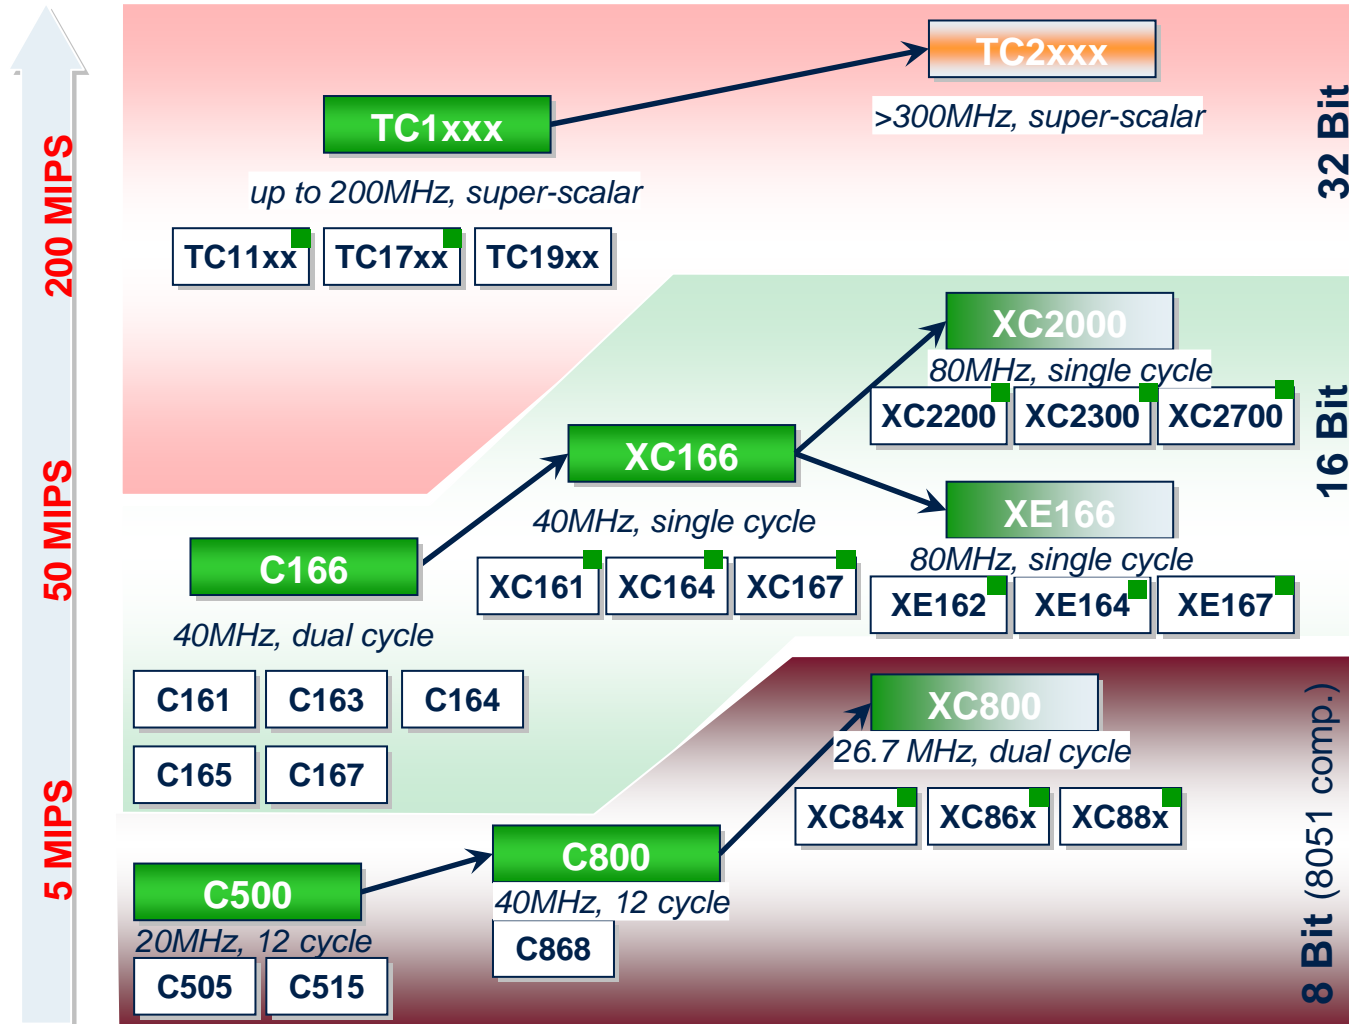 TC2xxx
>300MHz, super-scalar
TC1xxx
up to 200MHz, super-scalar
TC11xx TC17xx TC19xx
32 Bit
200 MIPS
XC2000
80MHz, single cycle
XC2200 XC2300 XC2700
XC166
40MHz, single cycle
XC161 XC164 XC167
XE166
80MHz, single cycle
XE162 XE164 XE167
16 Bit
50 MIPS
C166
40MHz, dual cycle
C161 C163 C164
C165 C167
XC800
26.7 MHz, dual cycle
XC84x XC86x XC88x
C800
40MHz, 12 cycle
C868
C500
20MHz, 12 cycle
C505 C515
8 Bit (8051 comp.)
5 MIPS